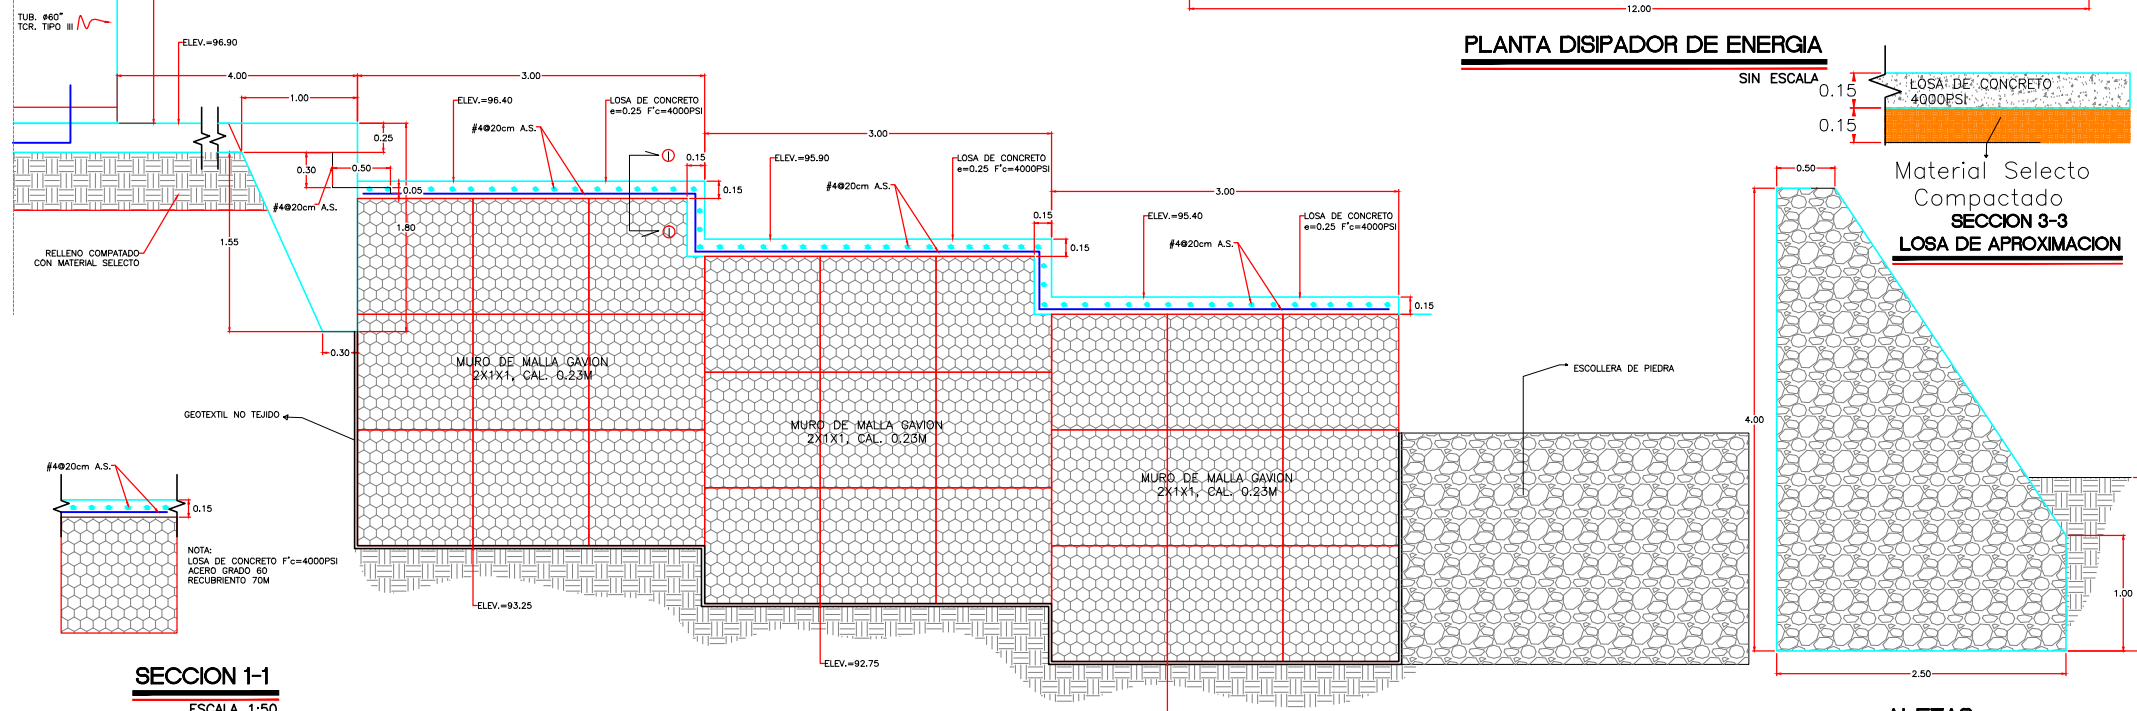 TUB. ø60"
TCR. TIPO III
ELEV.=96.90
4.00
1.00
3.00
12.00
PLANTA DISIPADOR DE ENERGIA
SIN ESCALA
0.15
0.15
LOSA DE CONCRETO
4000PSI
Material Selecto
Compactado
SECCION 3-3
LOSA DE APROXIMACION
ELEV.=96.40
#4@20cm A.S.
LOSA DE CONCRETO
e=0.25 F'c=4000PSI
0.25
0.30
0.50
0.05
#4@20cm A.S.
1.80
1.55
0.30
RELLENO COMPATADO
CON MATERIAL SELECTO
0.15
0.15
3.00
ELEV.=95.90
#4@20cm A.S.
LOSA DE CONCRETO
e=0.25 F'c=4000PSI
0.15
0.15
3.00
ELEV.=95.40
#4@20cm A.S.
LOSA DE CONCRETO
e=0.25 F'c=4000PSI
0.15
MURO DE MALLA GAVION
2X1X1, CAL. 0.23M
MURO DE MALLA GAVION
2X1X1, CAL. 0.23M
MURO DE MALLA GAVION
2X1X1, CAL. 0.23M
GEOTEXTIL NO TEJIDO
ESCOLLERA DE PIEDRA
0.50
4.00
1.00
2.50
#4@20cm A.S.
0.15
NOTA:
LOSA DE CONCRETO F'c=4000PSI
ACERO GRADO 60
RECUBRIENTO 70M
ELEV.=93.25
ELEV.=92.75
SECCION 1-1
ESCALA 1:50
ALETAS